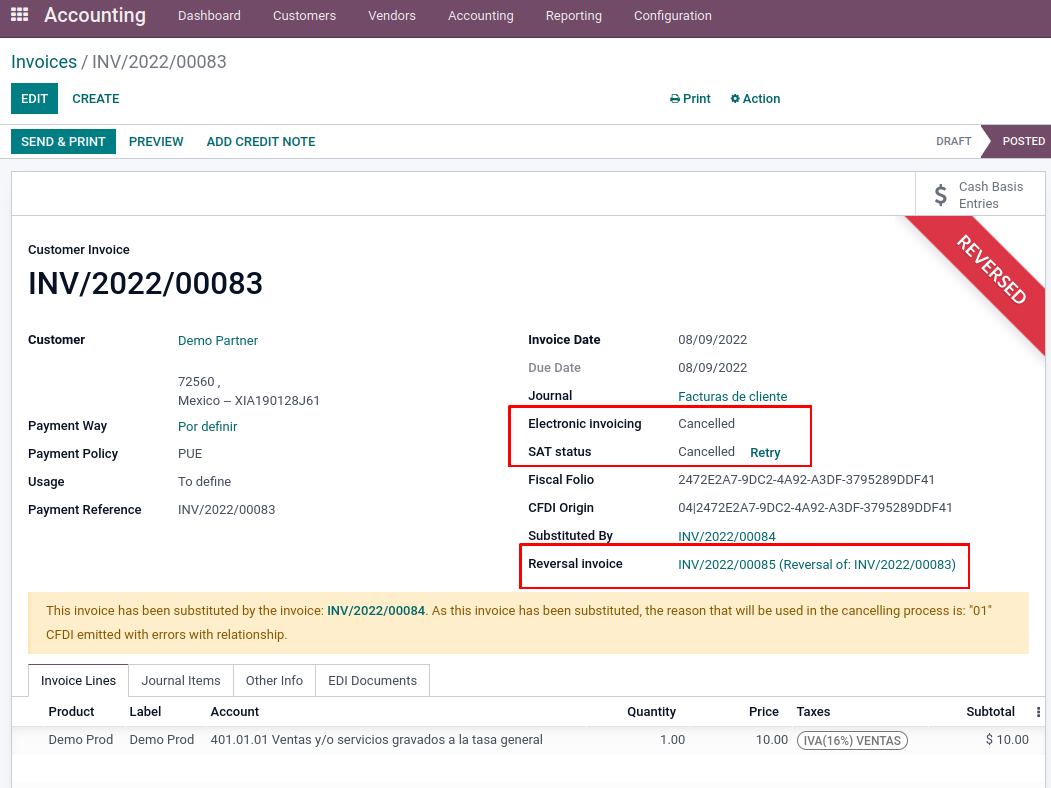 Accounting Dashboard Customers Vendors Accounting Reporting Configuration
Invoices / INV/2022/00083
EDIT CREATE Print Action
SEND & PRINT PREVIEW ADD CREDIT NOTE DRAFT POSTED
$ Cash Basis
Entries
REVERSED
Customer Invoice
INV/2022/00083
Customer Demo Partner
72560 ,
Mexico – XIA190128J61
Payment Way Por definir
Payment Policy PUE
Usage To define
Payment Reference INV/2022/00083
Invoice Date 08/09/2022
Due Date 08/09/2022
Journal Facturas de cliente
Electronic invoicing Cancelled
SAT status Cancelled Retry
Fiscal Folio 2472E2A7-9DC2-4A92-A3DF-3795289DDF41
CFDI Origin 04|2472E2A7-9DC2-4A92-A3DF-3795289DDF41
Substituted By INV/2022/00084
Reversal invoice INV/2022/00085 (Reversal of: INV/2022/00083)
This invoice has been substituted by the invoice: INV/2022/00084. As this invoice has been substituted, the reason that will be used in the cancelling process is: "01"
CFDI emitted with errors with relationship.
Invoice Lines Journal Items Other Info EDI Documents
Product Label Account Quantity Price Taxes Subtotal
Demo Prod Demo Prod 401.01.01 Ventas y/o servicios gravados a la tasa general 1.00 10.00 IVA(16%) VENTAS $ 10.00